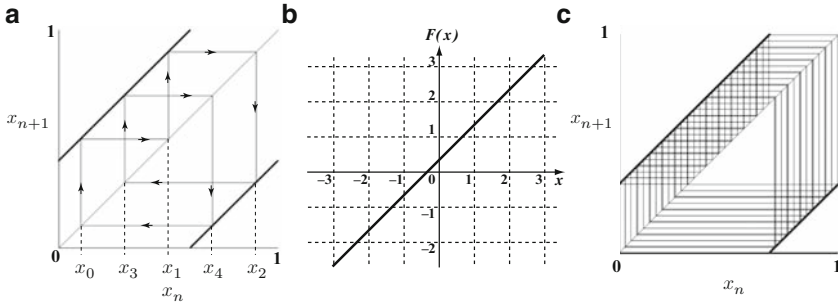 a
1
x_{n+1}
0
x_0 x_3 x_1 x_4 x_2
1
x_n
b
F(x)
3
2
1
−3 −2 −1 0 1 2 3 x
−1
−2
c
1
x_{n+1}
0
1
x_n